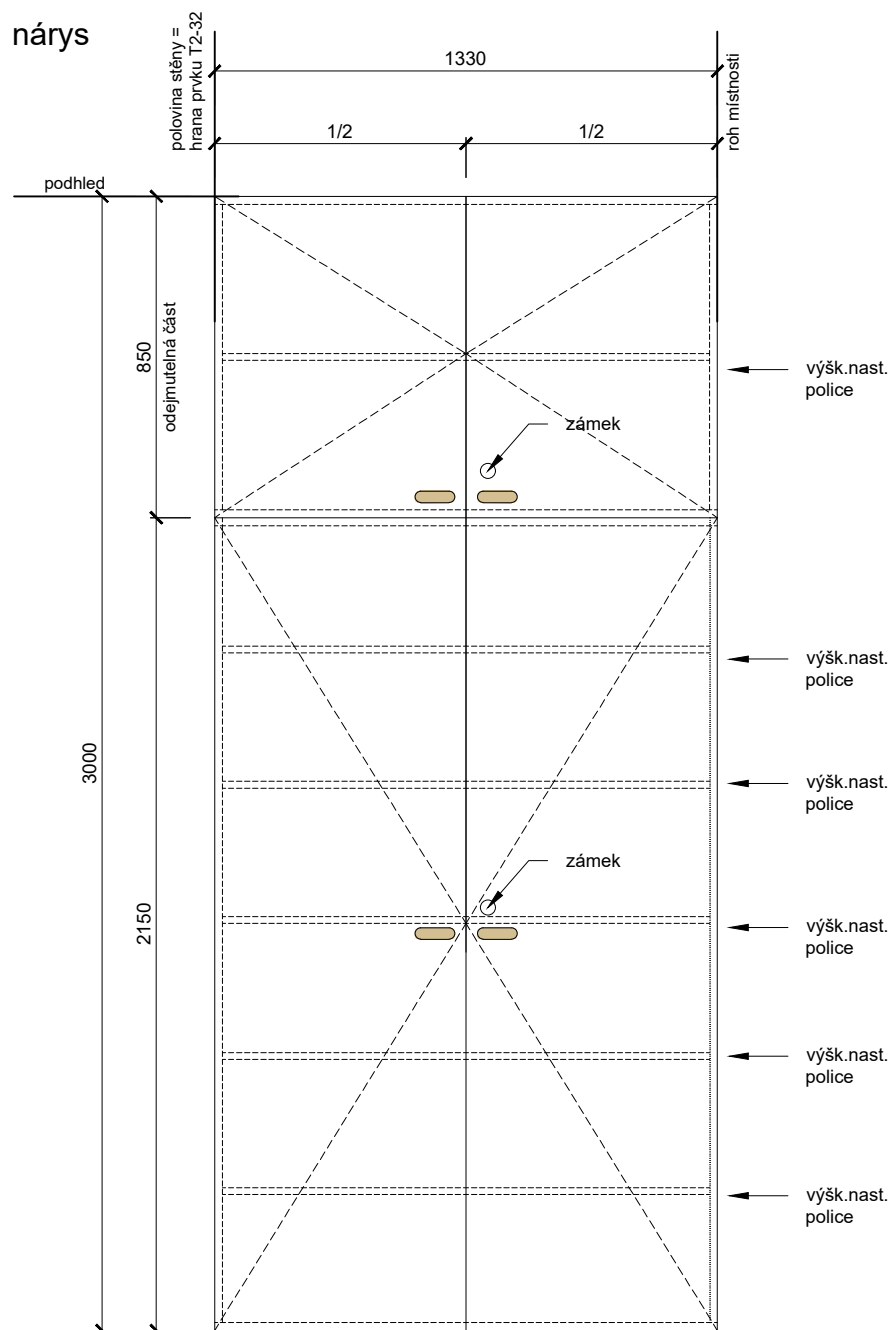 nárys
polovina stěny =
hrana prvku T2-32
1330
roh místnosti
1/2
1/2
podhled
850
odejmutelná část
výšk.nast.
police
zámek
výšk.nast.
police
3000
výšk.nast.
police
zámek
2150
výšk.nast.
police
výšk.nast.
police
výšk.nast.
police